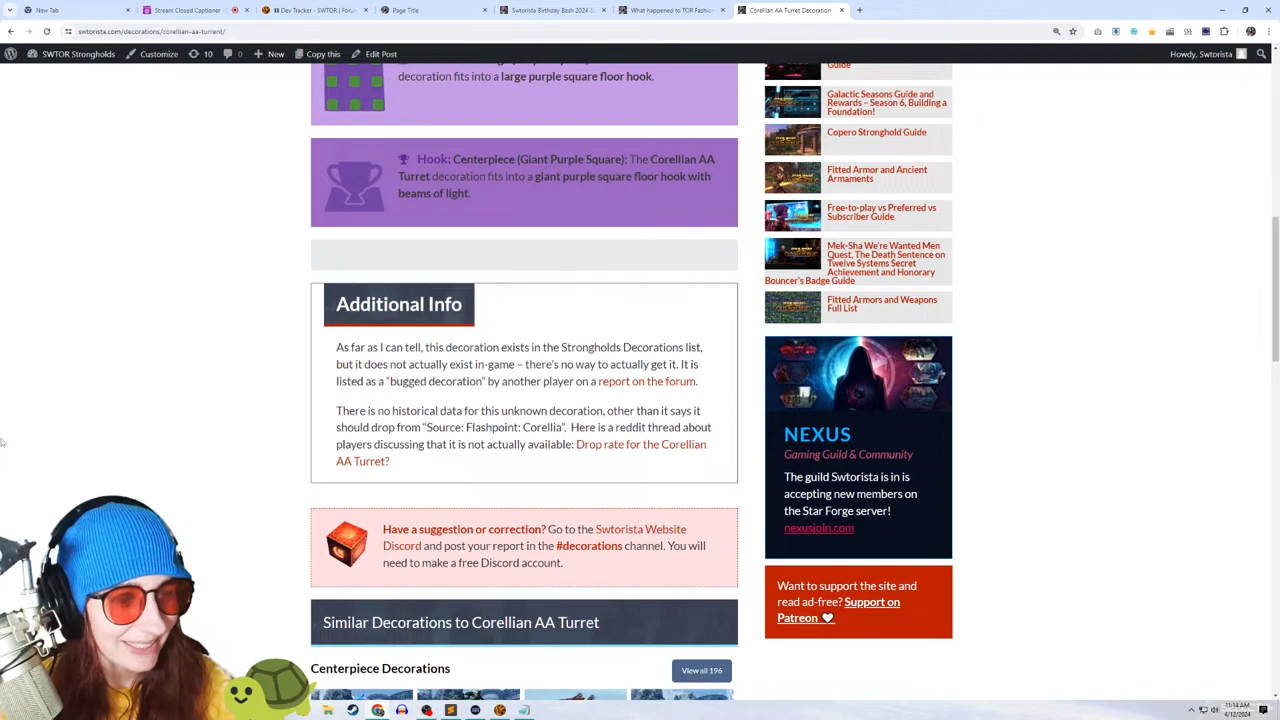 New Tab
Stream Closed Captioner
Dev Tracker - SWTOR | Forum
Page Title
Swtorista Birthday Bash 2024
What happened to TOR Fashion
Corellian AA Turret Decoration
swtorista.com/decorations/corellian-aa-turrent/
SWTOR Strongholds
Customize
10
0
New
Copy this
Edit Post
Howdy, Swtorista
decoration fits into a large purple square floor hook.
Hook: Centerpiece (Giant Purple Square): The Corellian AA
Turret decoration fits into a giant purple square floor hook with
beams of light.
Additional Info
As far as I can tell, this decoration exists in the Strongholds Decorations list,
but it does not actually exist in-game – there's no way to actually get it. It is
listed as a "bugged decoration" by another player on a report on the forum.
There is no historical data for this unknown decoration, other than it says it
should drop from "Source: Flashpoint: Corellia". Here is a reddit thread about
players discussing that it is not actually available: Drop rate for the Corellian
AA Turret?
Have a suggestion or correction? Go to the Swtorista Website
Discord and post your report in the #decorations channel. You will
need to make a free Discord account.
Similar Decorations to Corellian AA Turret
Centerpiece Decorations
View all 196
Guide
Galactic Seasons Guide and
Rewards – Season 6, Building a
Foundation!
Copero Stronghold Guide
Fitted Armor and Ancient
Armaments
Free-to-play vs Preferred vs
Subscriber Guide
Mek-Sha We're Wanted Men
Quest, The Death Sentence on
Twelve Systems Secret
Achievement and Honorary
Bouncer's Badge Guide
Fitted Armors and Weapons
Full List
NEXUS
Gaming Guild & Community
The guild Swtorista is in is
accepting new members on
the Star Forge server!
nexusjoin.com
Want to support the site and
read ad-free? Support on
Patreon
11:14 AM
4/12/2024